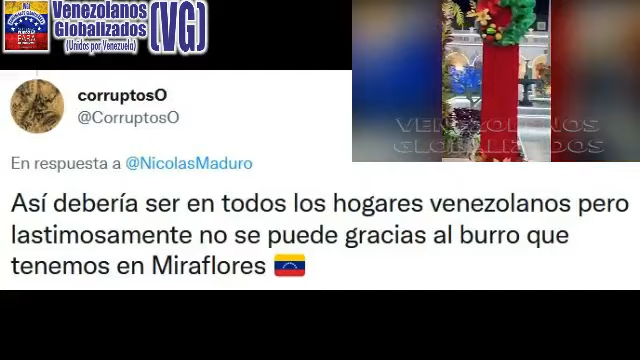 Venezolanos
Globalizados
(Unidos por Venezuela)
(VG)
VENEZOLANOS
GLOBALIZADOS
corruptosO
@CorruptosO
En respuesta a @NicolasMaduro
Así debería ser en todos los hogares venezolanos pero
lastimosamente no se puede gracias al burro que
tenemos en Miraflores